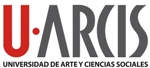 U·ARCIS
UNIVERSIDAD DE ARTE Y CIENCIAS SOCIALES